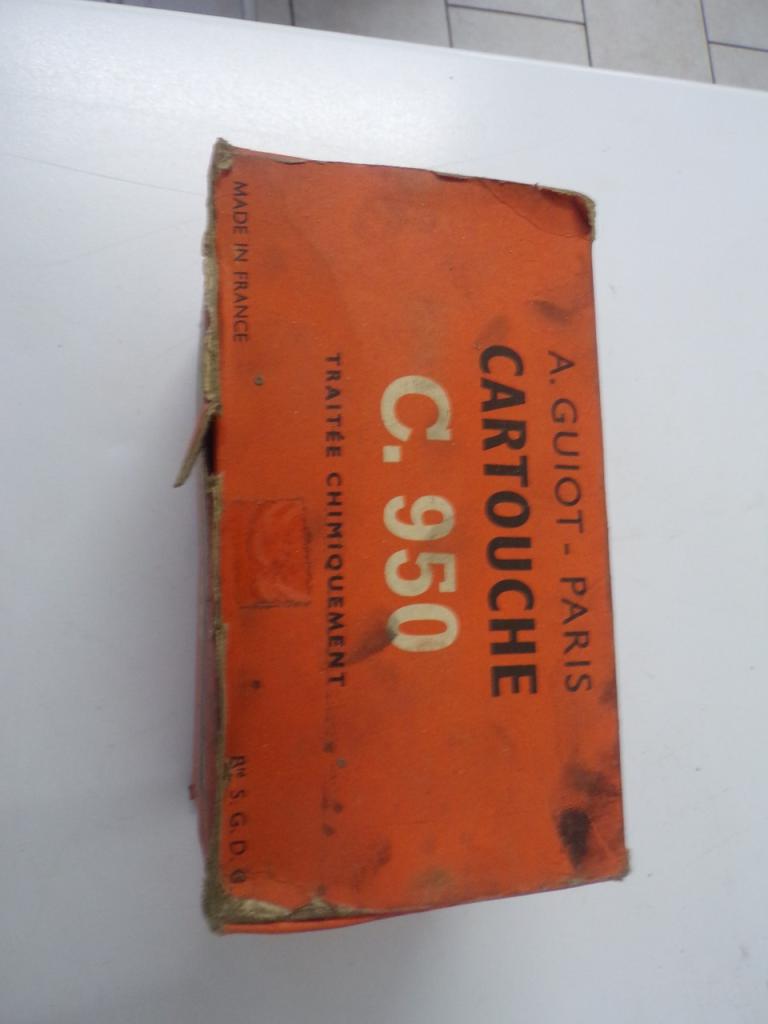 A. GUIOT - PARIS
CARTOUCHE
C. 950
TRAITÉE CHIMIQUEMENT
MADE IN FRANCE
Bté S. G. D. G.